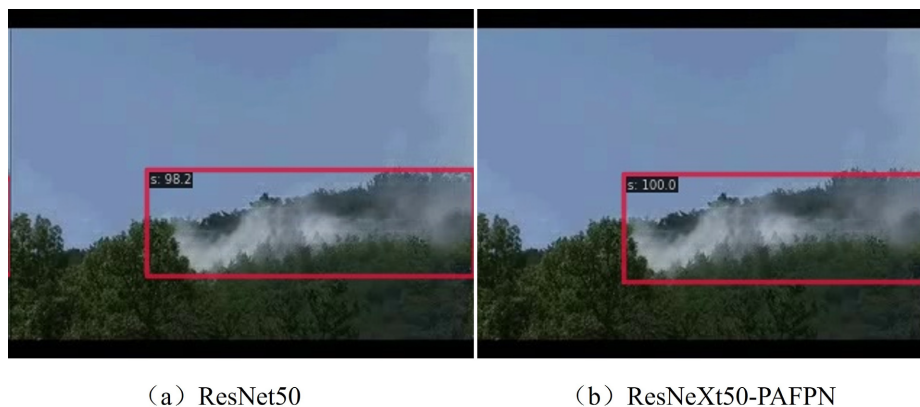 s: 98.2
s: 100.0
（a）ResNet50
（b）ResNeXt50-PAFPN